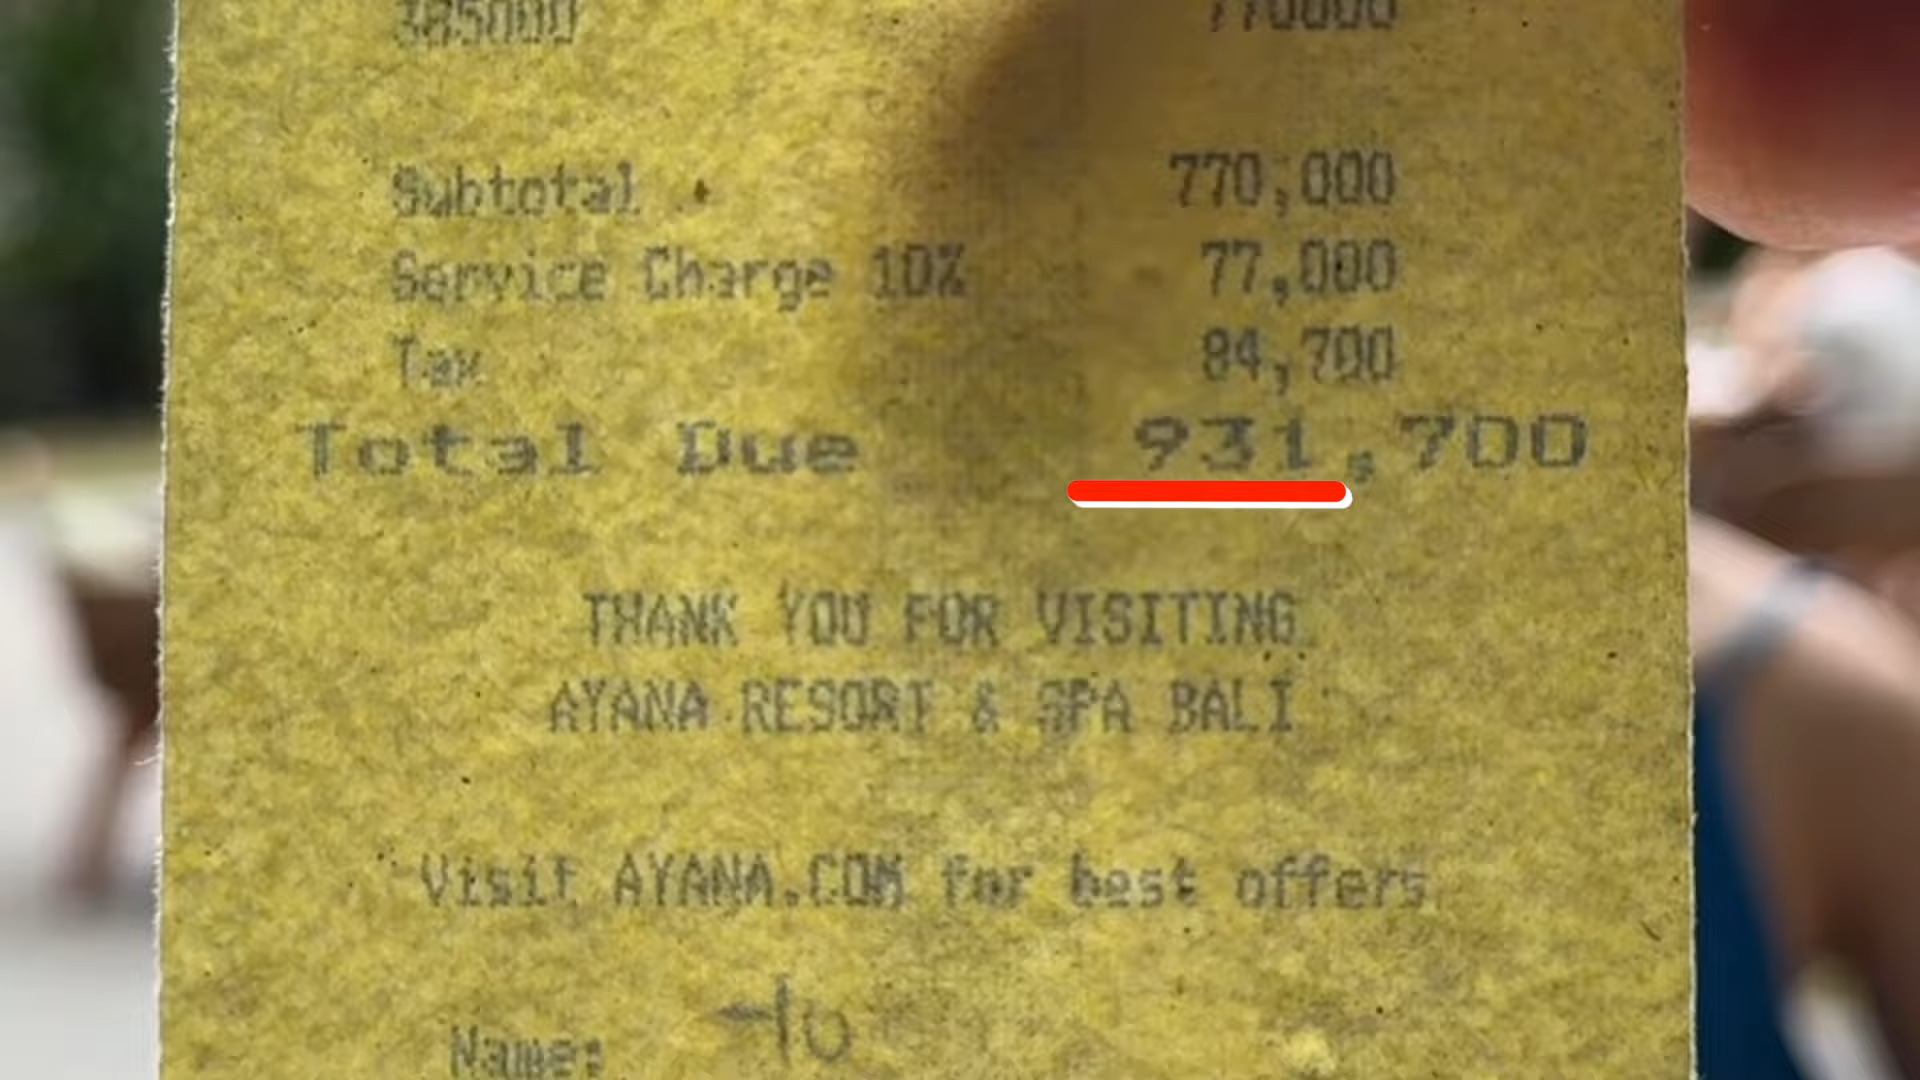 385000 770000
Subtotal 770,000
Service Charge 10% 77,000
Tax 84,700
Total Due 931,700
THANK YOU FOR VISITING
AYANA RESORT & SPA BALI
Visit AYANA.COM for best offers
Name: